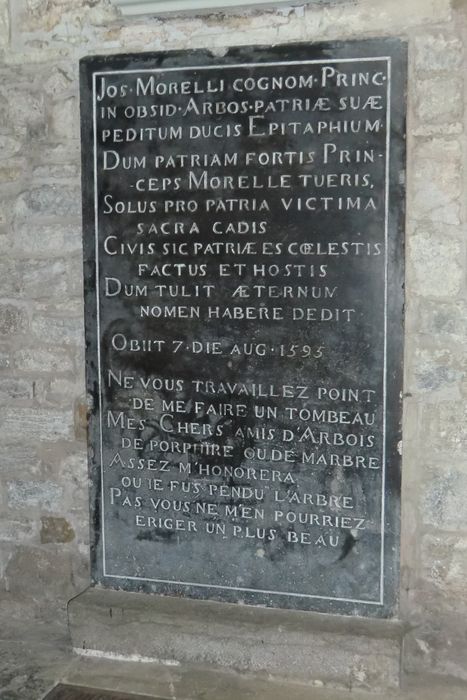 JOS· MORELLI COGNOM· PRINC·
IN OBSID· ARBOS· PATRIÆ SUÆ
PEDITUM DUCIS EPITAPHIUM·
DUM PATRIAM FORTIS PRIN-
-CEPS MORELLE TUERIS,
SOLUS PRO PATRIA VICTIMA
SACRA CADIS
CIVIS SIC PATRIÆ ES CŒLESTIS
FACTUS ET HOSTIS
DUM TULIT ÆTERNUM
NOMEN HABERE DEDIT
OBIIT 7· DIE AUG· 1595
NE VOUS TRAVAILLEZ POINT
DE ME FAIRE UN TOMBEAU
MES CHERS AMIS D'ARBOIS
DE PORPHIRE OU DE MARBRE
ASSEZ M'HONORERA
OU IE FUS PENDU L'ARBRE
PAS VOUS NE M'EN POURRIEZ
ERIGER UN PLUS BEAU